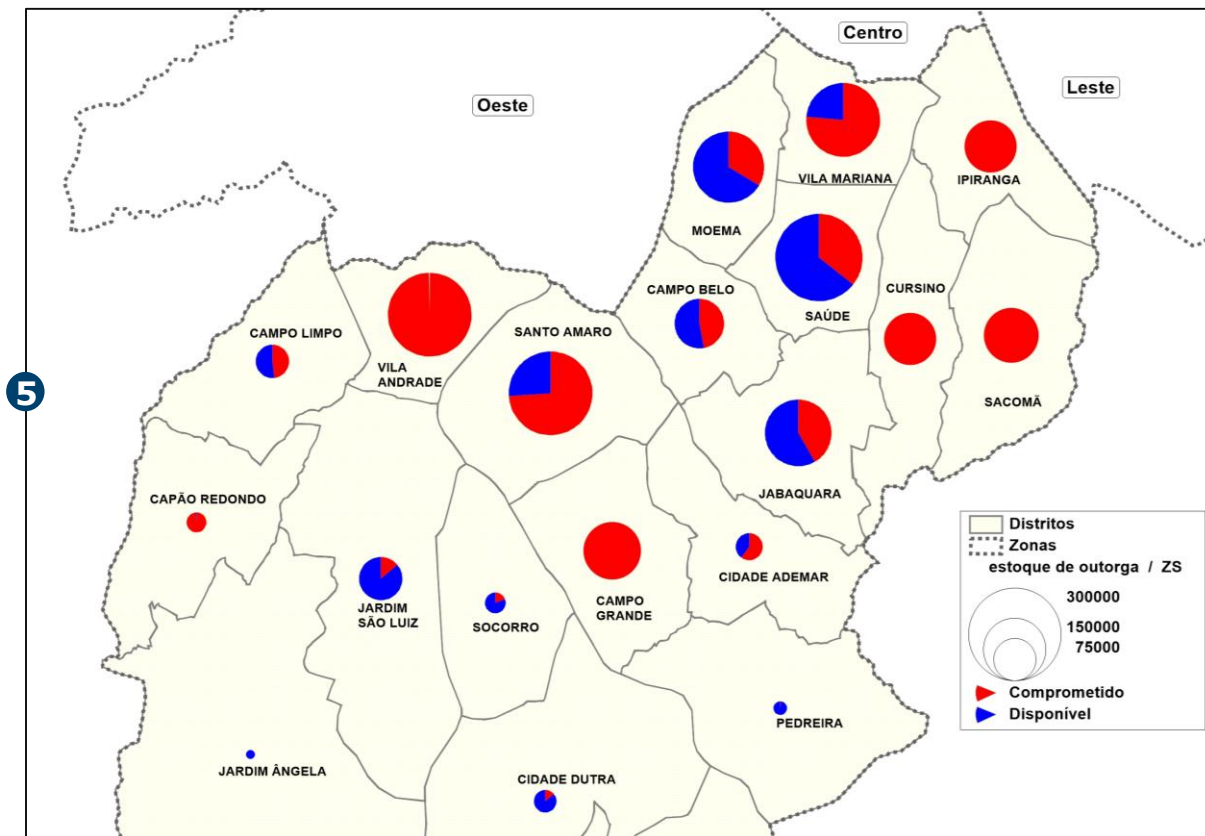 Centro
Oeste
Leste
VILA MARIANA
IPIRANGA
MOEMA
CAMPO BELO
CURSINO
SAÚDE
CAMPO LIMPO
SANTO AMARO
VILA
ANDRADE
5
SACOMÃ
CAPÃO REDONDO
JABAQUARA
CIDADE ADEMAR
JARDIM
SÃO LUIZ
SOCORRO
CAMPO
GRANDE
PEDREIRA
JARDIM ÂNGELA
CIDADE DUTRA
Distritos
Zonas
estoque de outorga / ZS
300000
150000
75000
Comprometido
Disponível